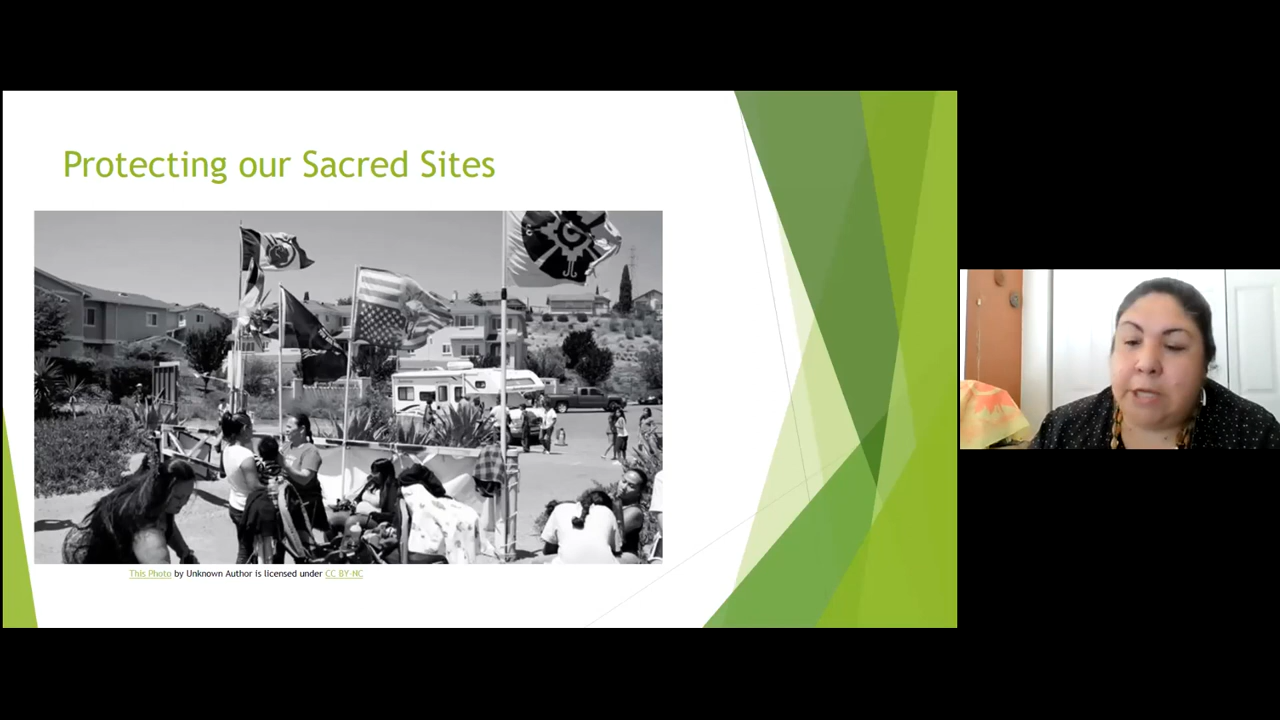 Protecting our Sacred Sites
This Photo by Unknown Author is licensed under CC BY-NC